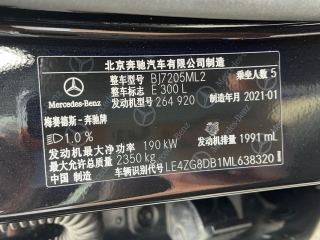 北京奔驰汽车有限公司制造
整车型号 BJ7205ML2 乘坐人数 5
整车型标 E 300 L
发动机型号 264 920 制造年月 2021-01
Mercedes-Benz
梅赛德斯－奔驰牌
1.0 %
发动机最大净功率 190 kW 发动机排量 1991 mL
最大允许总质量 2350 kg
中国 制造 车辆识别代号 LE4ZG8DB1ML638320